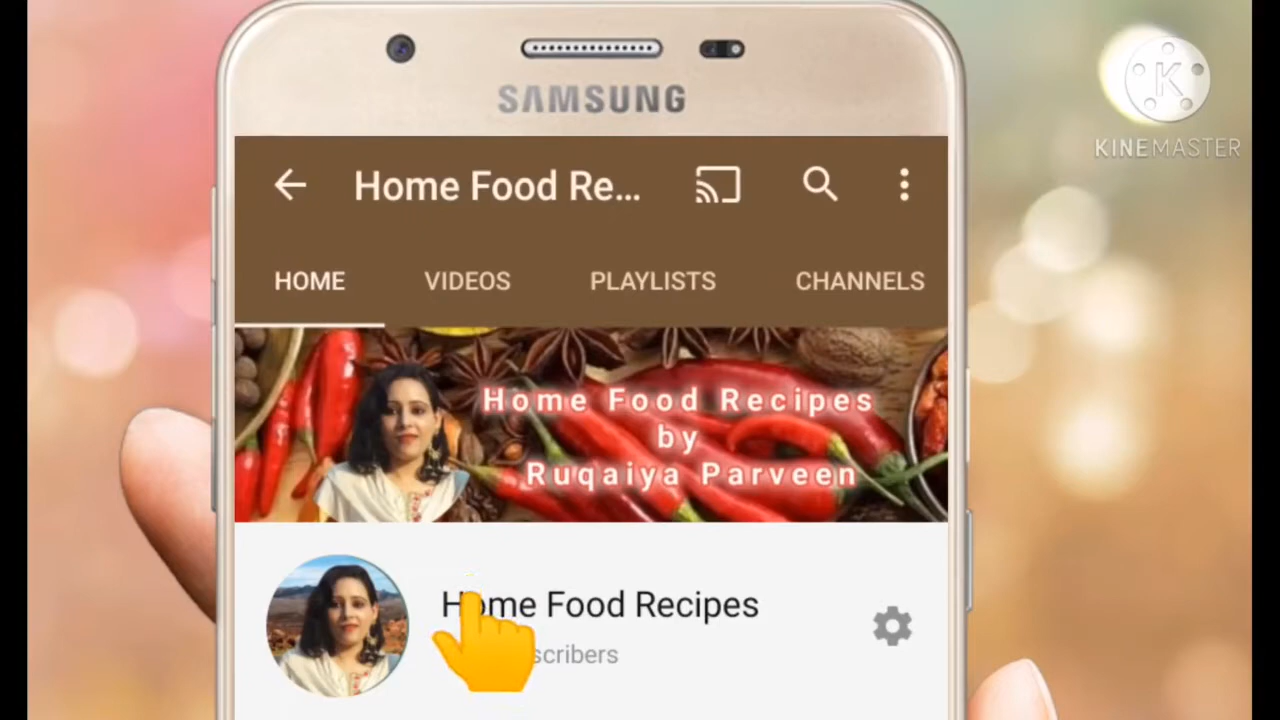 SAMSUNG
KINEMASTER
Home Food Re...
HOME VIDEOS PLAYLISTS CHANNELS
Home Food Recipes
by
Ruqaiya Parveen
Home Food Recipes
scribers